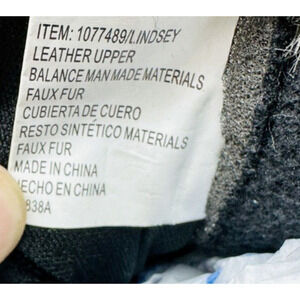 ITEM: 1077489/LINDSEY
LEATHER UPPER
BALANCE MAN MADE MATERIALS
FAUX FUR
CUBIERTA DE CUERO
RESTO SINTÉTICO MATERIALS
FAUX FUR
MADE IN CHINA
HECHO EN CHINA
838A